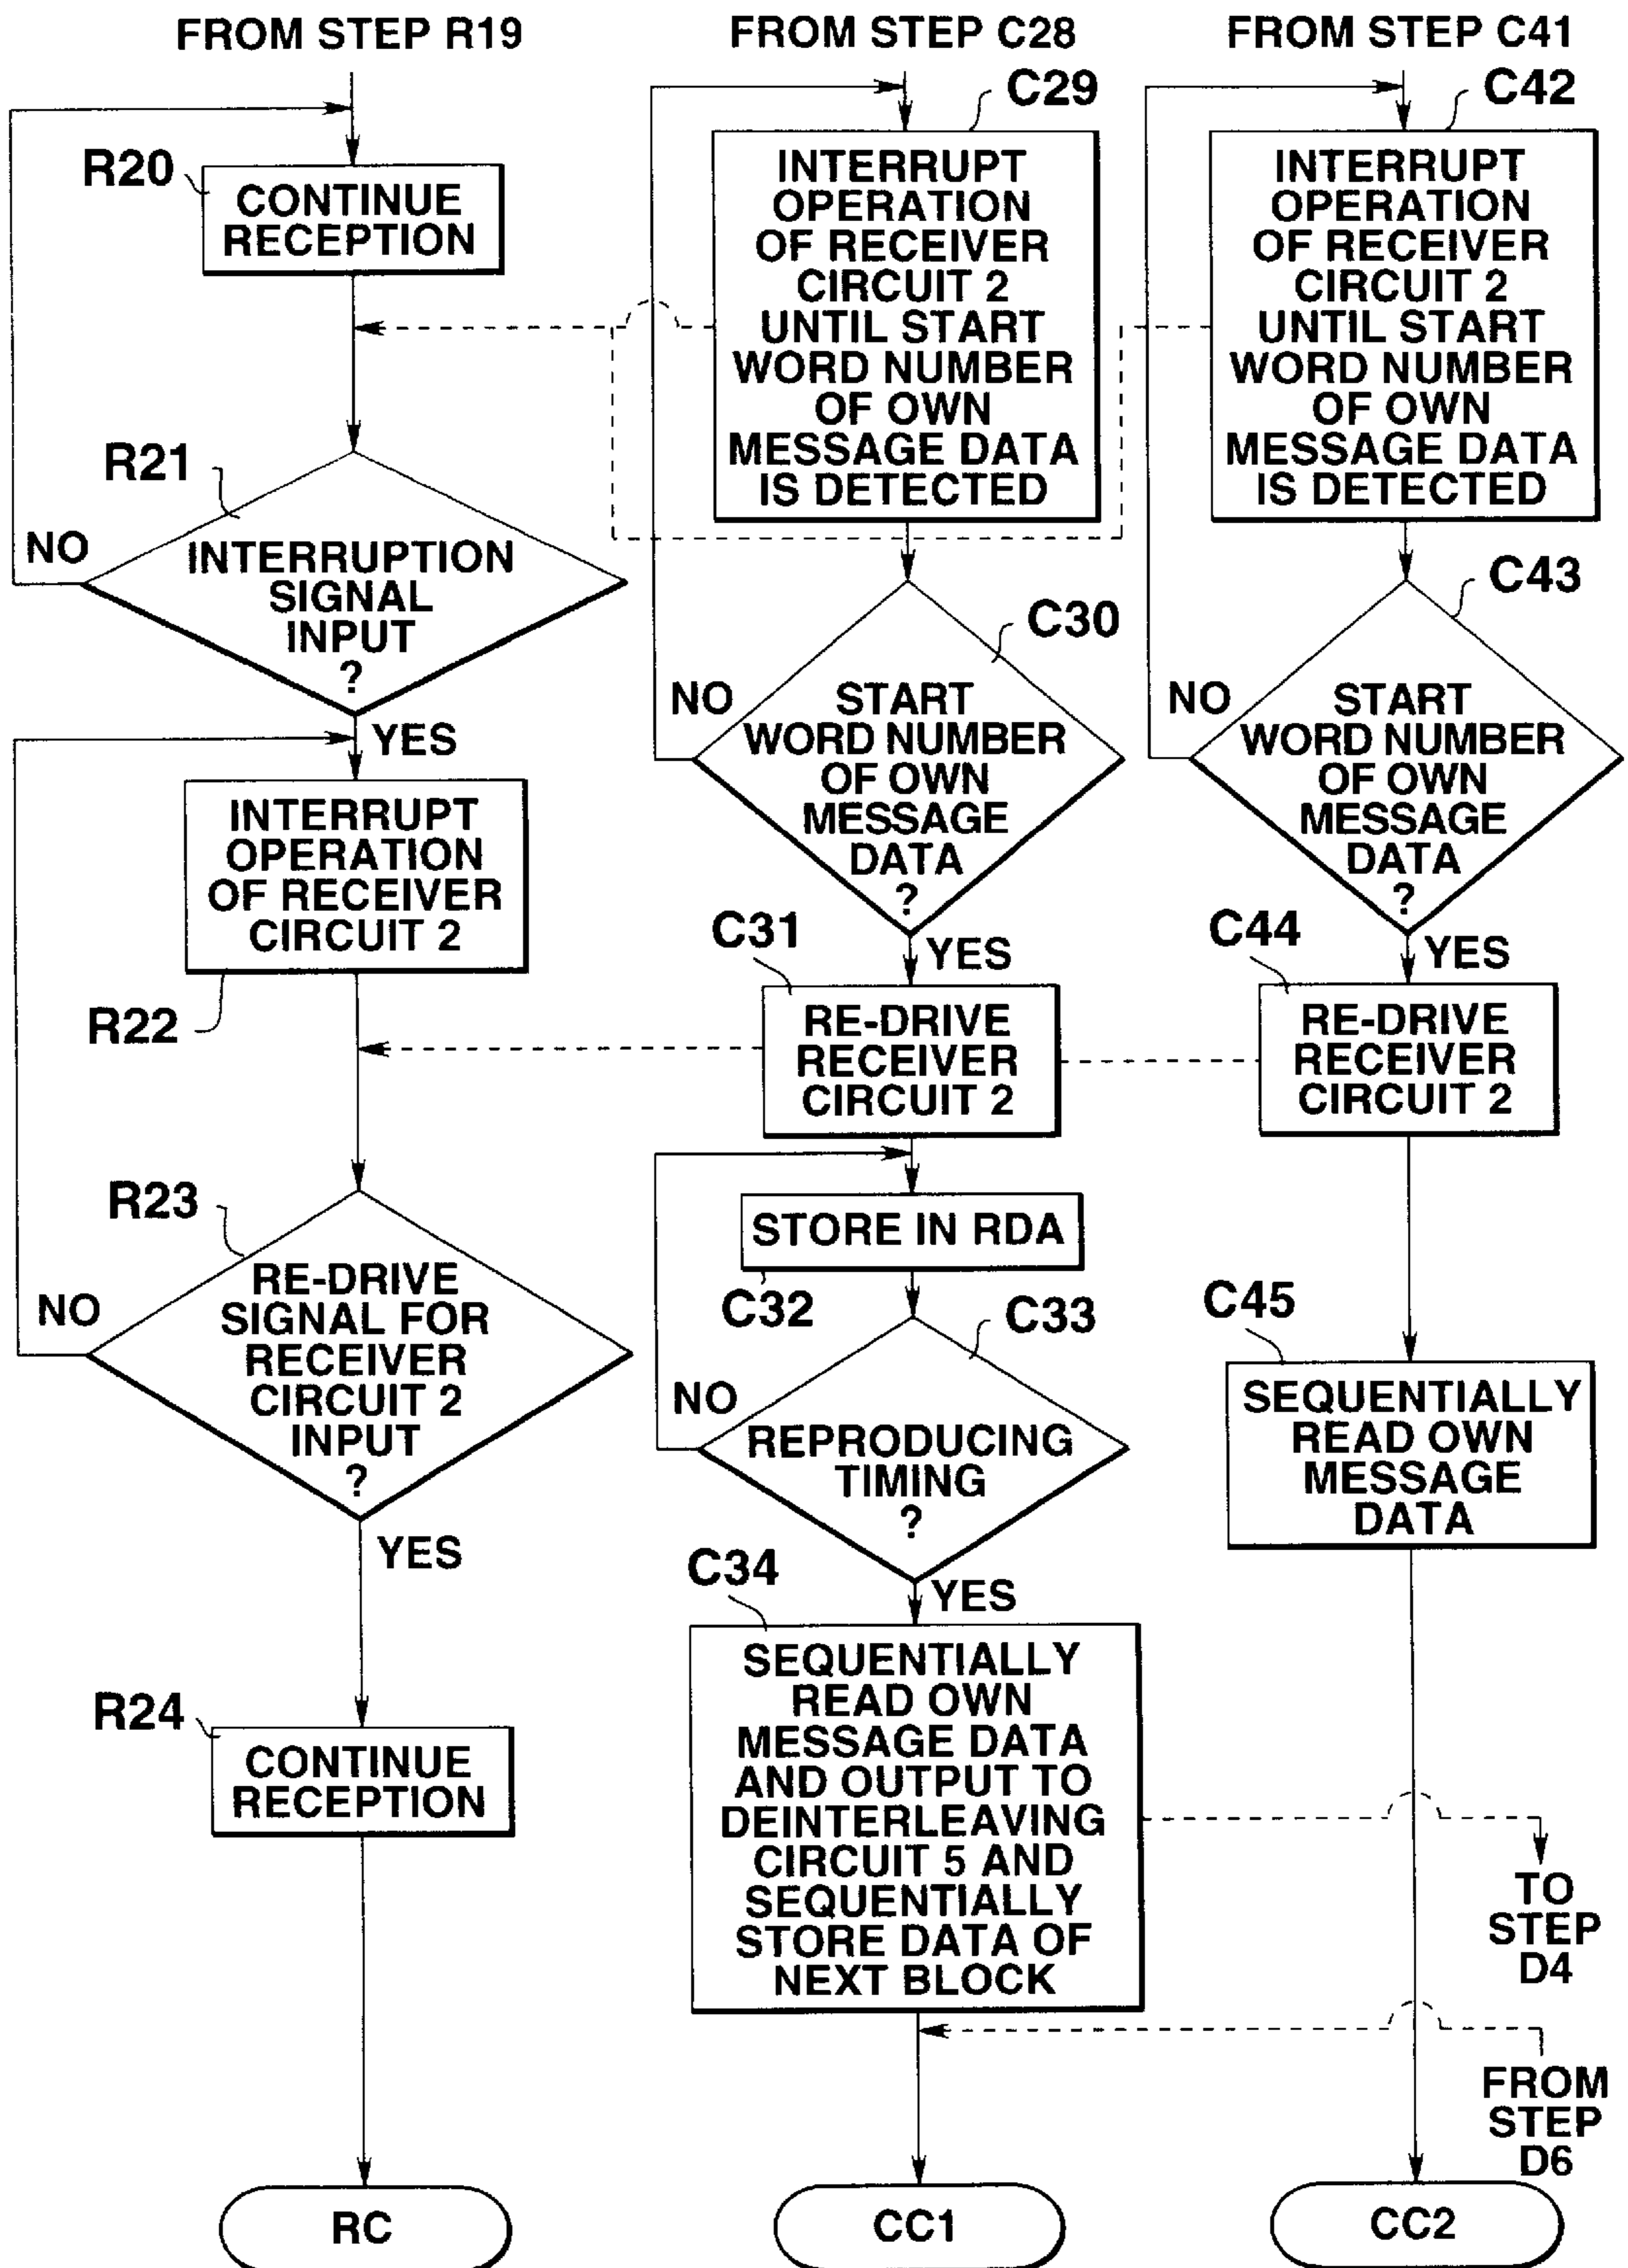 FROM STEP R19
R20
CONTINUE
RECEPTION
R21
NO
INTERRUPTION
SIGNAL
INPUT
?
YES
INTERRUPT
OPERATION
OF RECEIVER
CIRCUIT 2
R22
R23
NO
RE-DRIVE
SIGNAL FOR
RECEIVER
CIRCUIT 2
INPUT
?
YES
R24
CONTINUE
RECEPTION
RC
FROM STEP C28
C29
INTERRUPT
OPERATION
OF RECEIVER
CIRCUIT 2
UNTIL START
WORD NUMBER
OF OWN
MESSAGE DATA
IS DETECTED
C30
NO
START
WORD NUMBER
OF OWN
MESSAGE
DATA
?
C31
YES
RE-DRIVE
RECEIVER
CIRCUIT 2
STORE IN RDA
C32
C33
NO
REPRODUCING
TIMING
?
C34
YES
SEQUENTIALLY
READ OWN
MESSAGE DATA
AND OUTPUT TO
DEINTERLEAVING
CIRCUIT 5 AND
SEQUENTIALLY
STORE DATA OF
NEXT BLOCK
CC1
FROM STEP C41
C42
INTERRUPT
OPERATION
OF RECEIVER
CIRCUIT 2
UNTIL START
WORD NUMBER
OF OWN
MESSAGE DATA
IS DETECTED
C43
NO
START
WORD NUMBER
OF OWN
MESSAGE
DATA
?
C44
YES
RE-DRIVE
RECEIVER
CIRCUIT 2
C45
SEQUENTIALLY
READ OWN
MESSAGE
DATA
TO
STEP
D4
FROM
STEP
D6
CC2